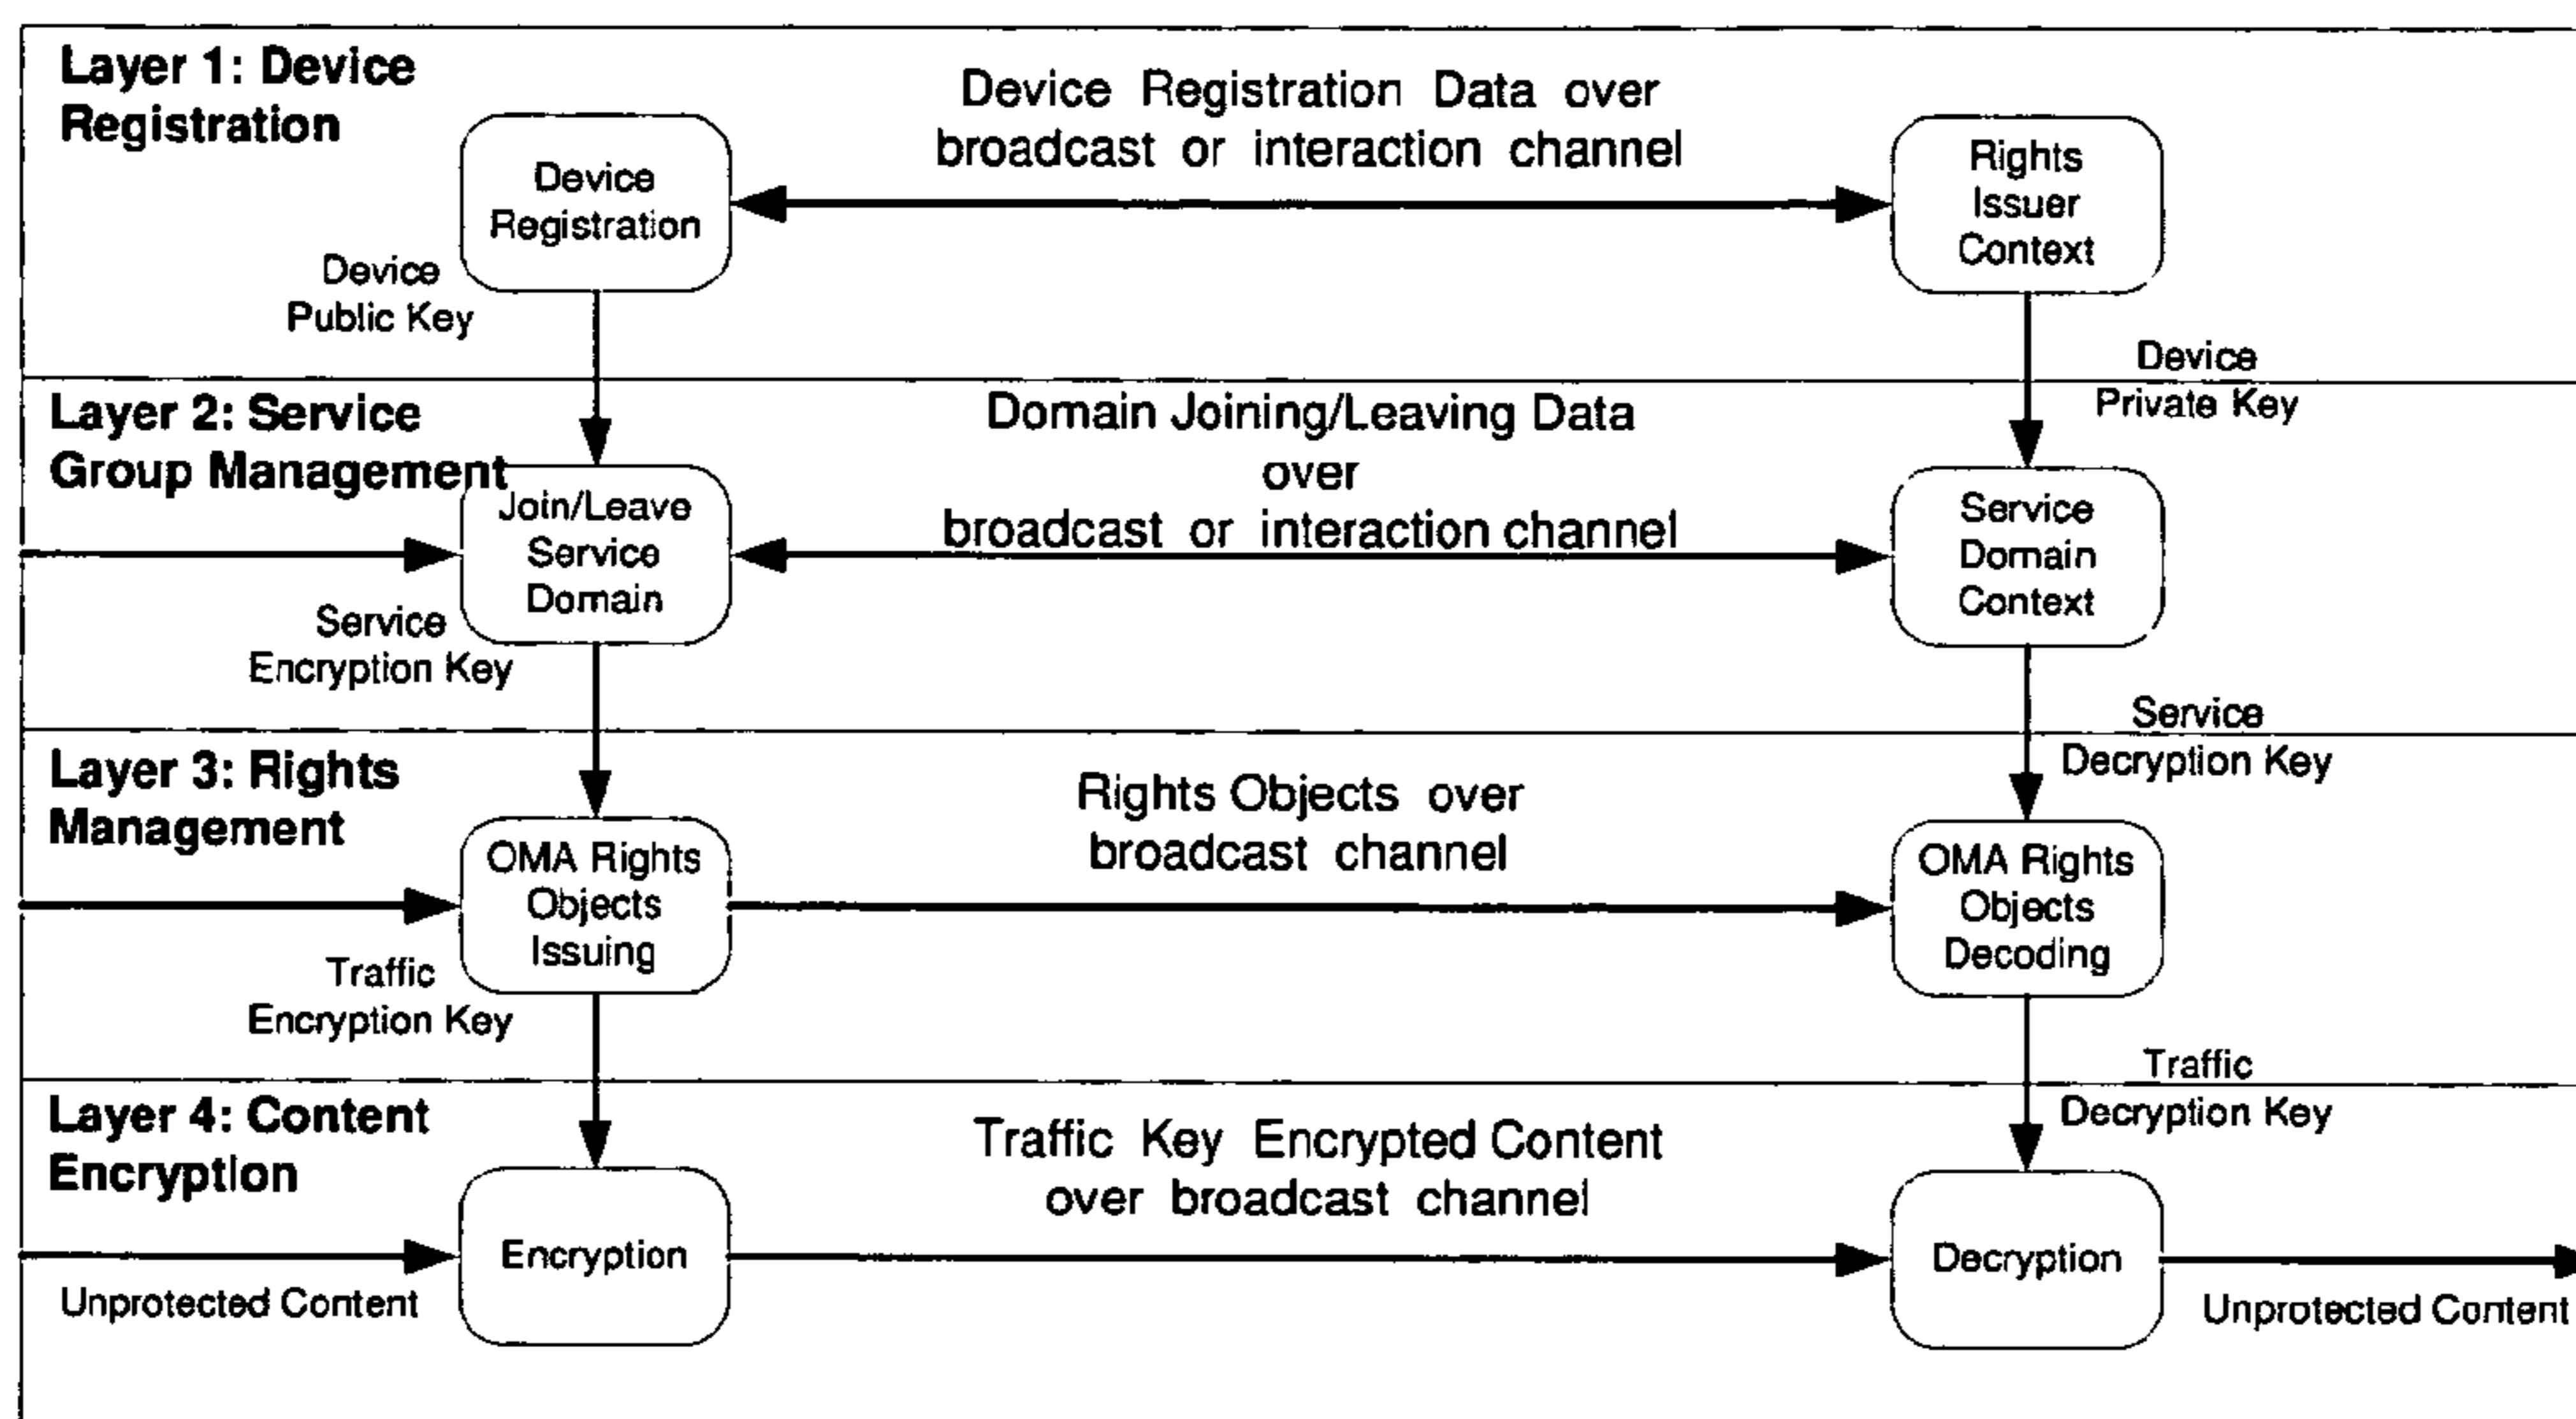 Layer 1: Device
Registration
Device Registration Data over
broadcast or interaction channel
Device
Registration
Rights
Issuer
Context
Device
Public Key
Device
Private Key
Layer 2: Service
Group Management
Domain Joining/Leaving Data
over
broadcast or interaction channel
Join/Leave
Service
Domain
Service
Domain
Context
Service
Encryption Key
Service
Decryption Key
Layer 3: Rights
Management
Rights Objects over
broadcast channel
OMA Rights
Objects
Issuing
OMA Rights
Objects
Decoding
Traffic
Encryption Key
Traffic
Decryption Key
Layer 4: Content
Encryption
Traffic Key Encrypted Content
over broadcast channel
Encryption
Decryption
Unprotected Content
Unprotected Content